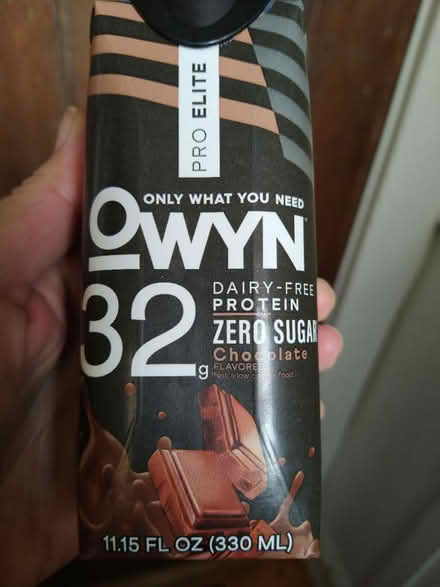 PRO ELITE
ONLY WHAT YOU NEED
OWYN
32g
DAIRY-FREE
PROTEIN
ZERO SUGAR
Chocolate
FLAVORED
11.15 FL OZ (330 ML)